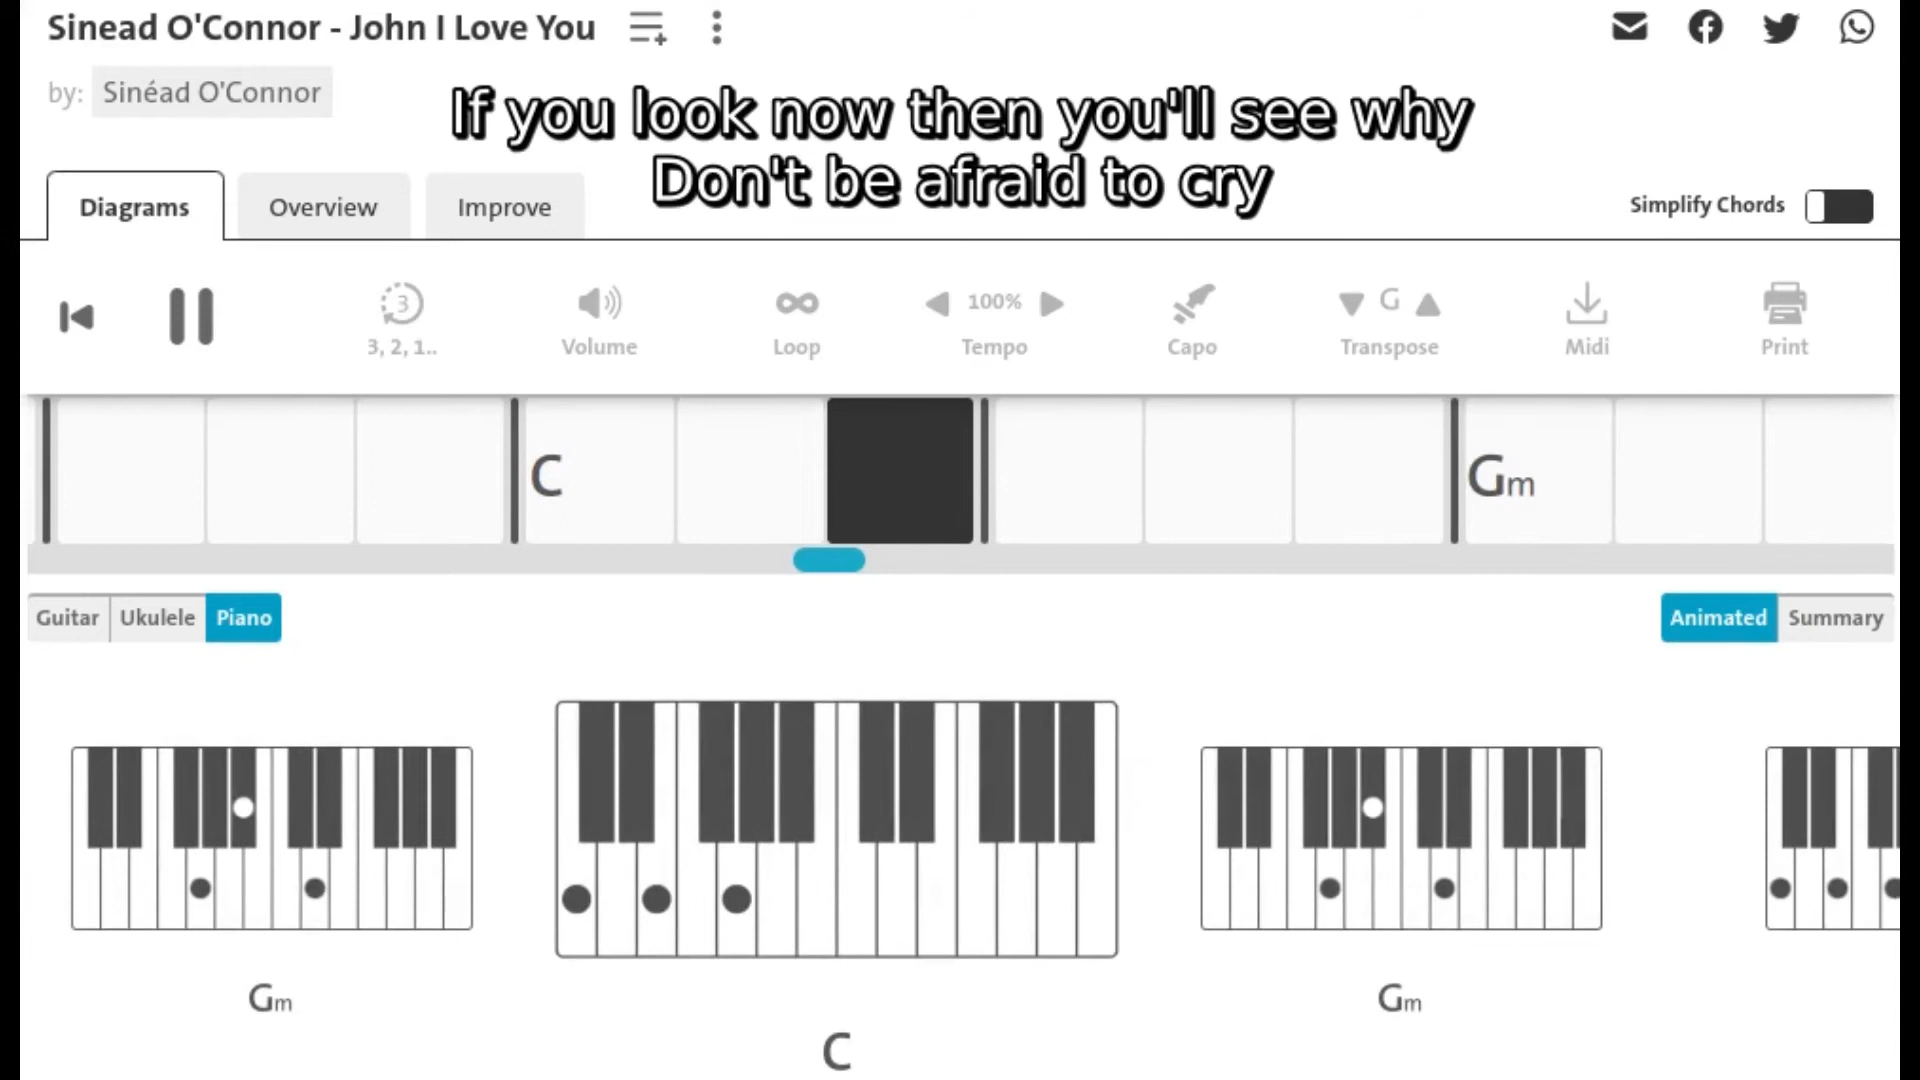 Sinead O'Connor - John I Love You
by: Sinéad O'Connor
If you look now then you'll see why
Don't be afraid to cry
Diagrams Overview Improve
Simplify Chords
3 100% G
3, 2, 1.. Volume Loop Tempo Capo Transpose Midi Print
C Gm
Guitar Ukulele Piano Animated Summary
Gm C Gm